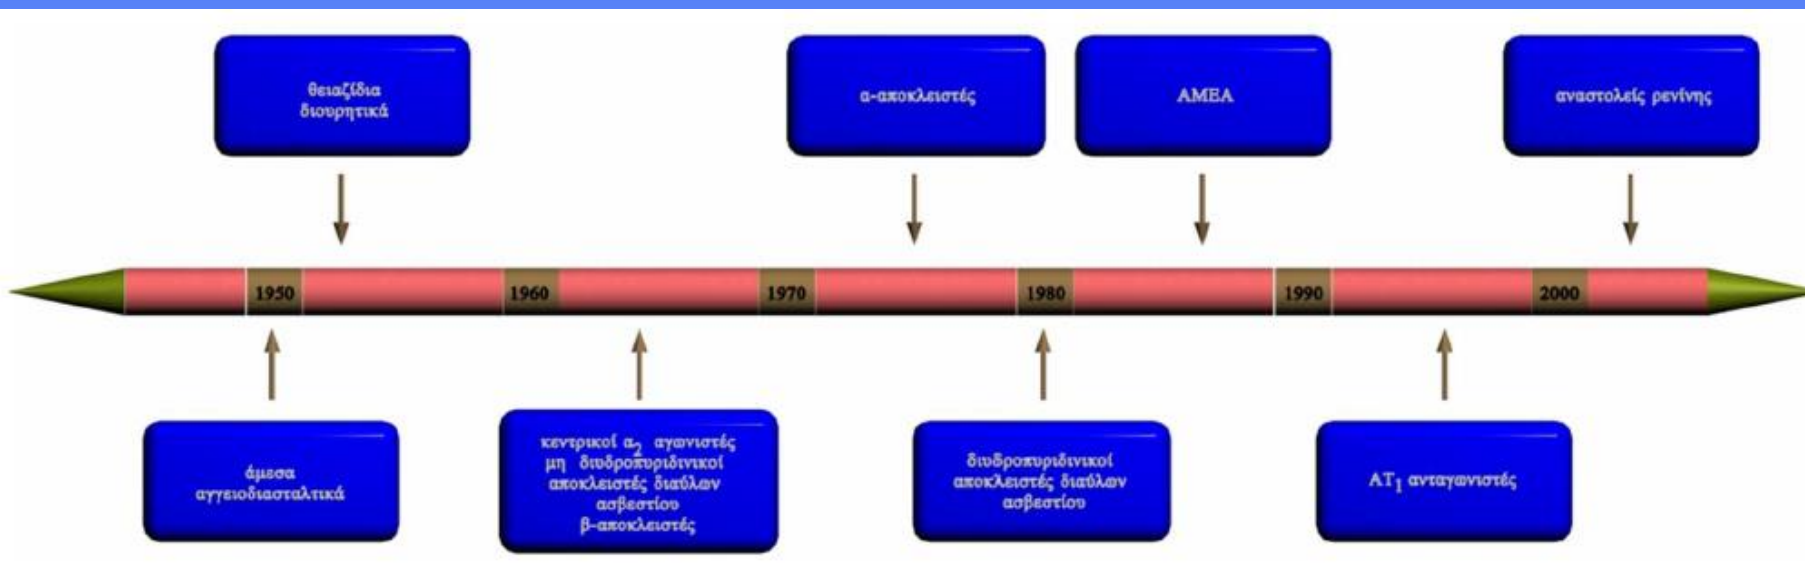 θειαζίδια
διουρητικά
α-αποκλειστές
ΑΜΕΑ
αναστολείς ρενίνης
1950
1960
1970
1980
1990
2000
άμεσα
αγγειοδιασταλτικά
κεντρικοί α2 αγωνιστές
μη διυδροπυριδινικοί
αποκλειστές διαύλων
ασβεστίου
β-αποκλειστές
διυδροπυριδινικοί
αποκλειστές διαύλων
ασβεστίου
ΑΤ1 ανταγωνιστές